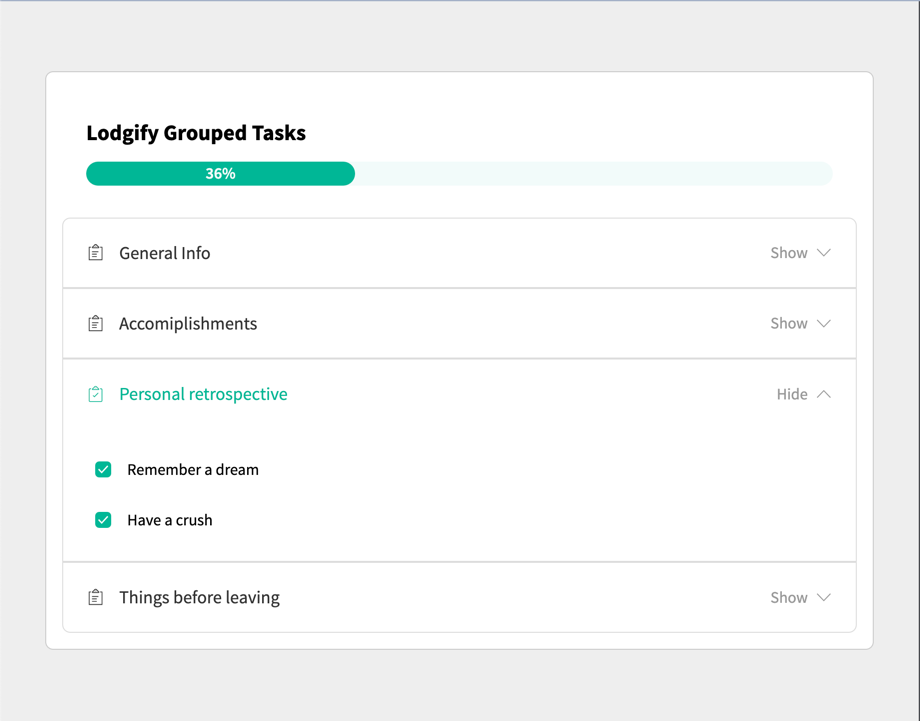 Lodgify Grouped Tasks
36%
General Info Show
Accomiplishments Show
Personal retrospective Hide
Remember a dream
Have a crush
Things before leaving Show